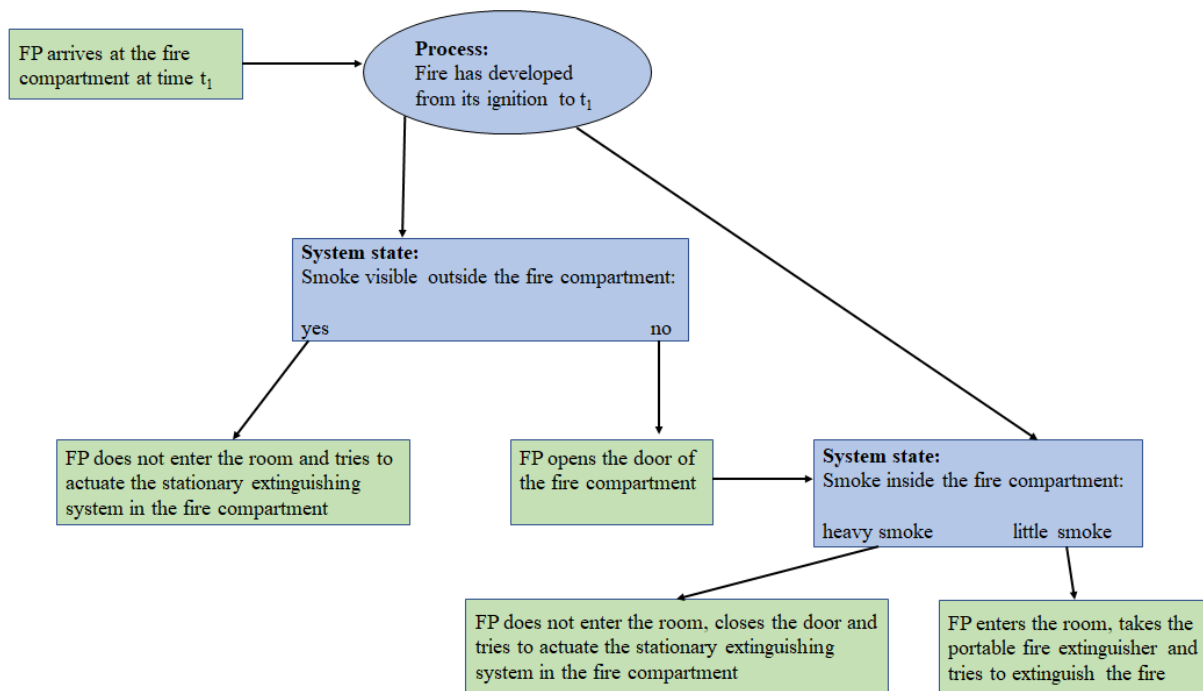 FP arrives at the fire
compartment at time t₁
Process:
Fire has developed
from its ignition to t₁
System state:
Smoke visible outside the fire compartment:
yes no
FP does not enter the room and tries to
actuate the stationary extinguishing
system in the fire compartment
FP opens the door of
the fire compartment
System state:
Smoke inside the fire compartment:
heavy smoke little smoke
FP does not enter the room, closes the door and
tries to actuate the stationary extinguishing
system in the fire compartment
FP enters the room, takes the
portable fire extinguisher and
tries to extinguish the fire